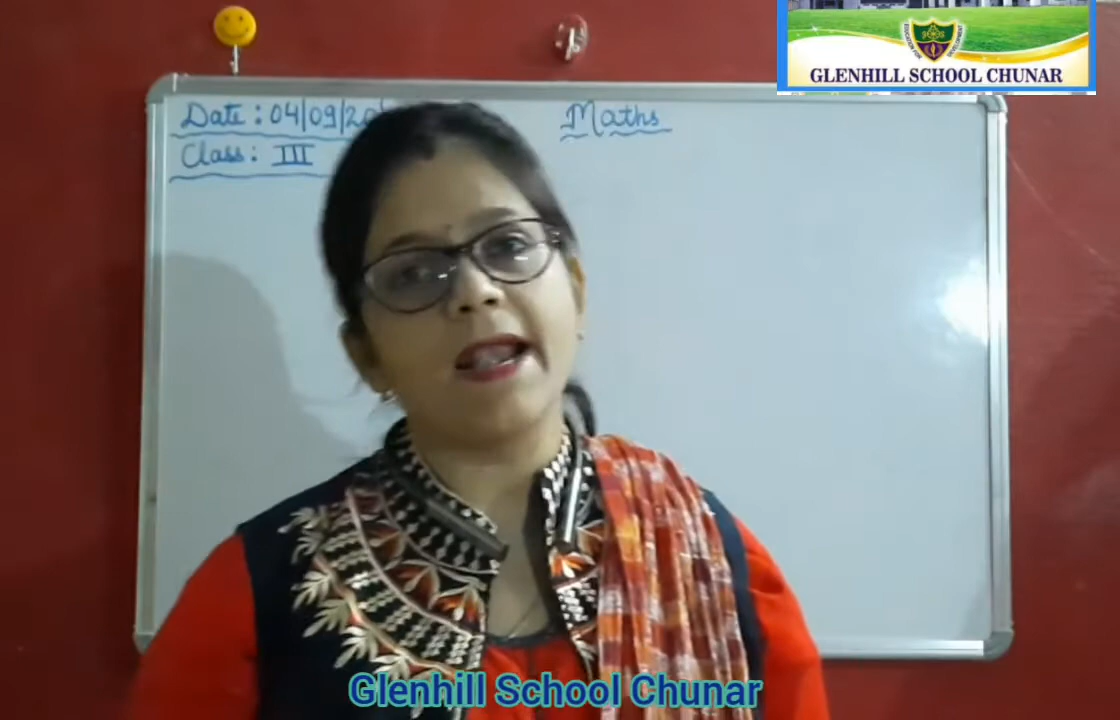 GLENHILL SCHOOL CHUNAR
Date : 04/09/20
Maths
Class : III
Glenhill School Chunar